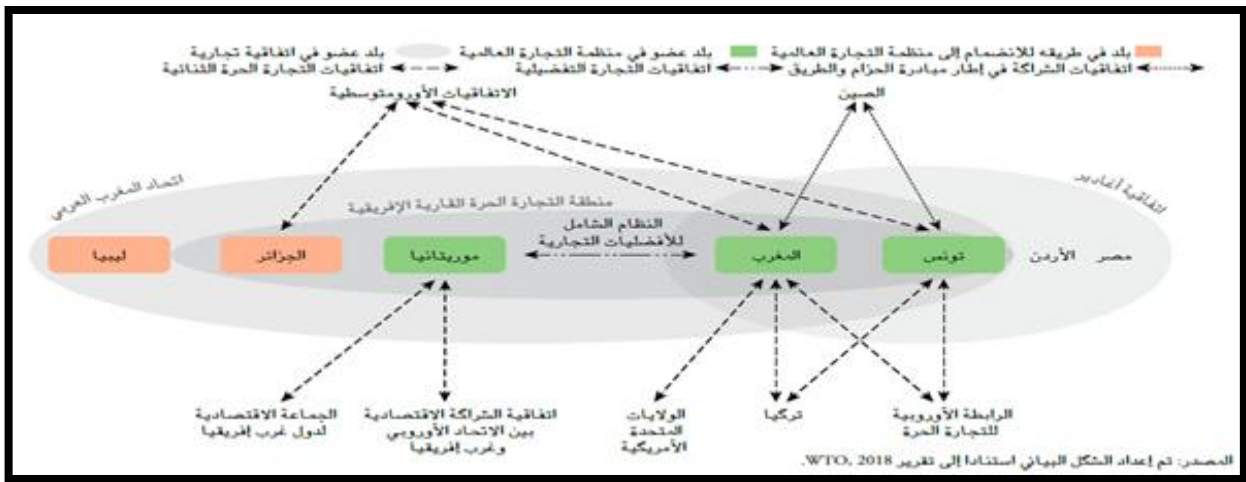 بلد في طريقه للانضمام إلى منظمة التجارة العالمية بلد عضو في منظمة التجارة العالمية بلد عضو في اتفاقية تجارية
اتفاقيات الشراكة في إطار مبادرة الحزام والطريق اتفاقيات التجارة التفضيلية اتفاقيات التجارة الحرة الثنائية
الصين الاتفاقيات الأورومتوسطية
اتفاقية أغادير
اتحاد المغرب العربي
منطقة التجارة الحرة القارية الإفريقية
النظام الشامل
للأفضليات التجارية
مصر الأردن تونس المغرب موريتانيا الجزائر ليبيا
الرابطة الأوروبية
للتجارة الحرة
تركيا
الولايات
المتحدة
الأمريكية
اتفاقية الشراكة الاقتصادية
بين الاتحاد الأوروبي
وغرب إفريقيا
الجماعة الاقتصادية
لدول غرب إفريقيا
المصدر: تم إعداد الشكل البياني استنادا إلى تقرير WTO, 2018.